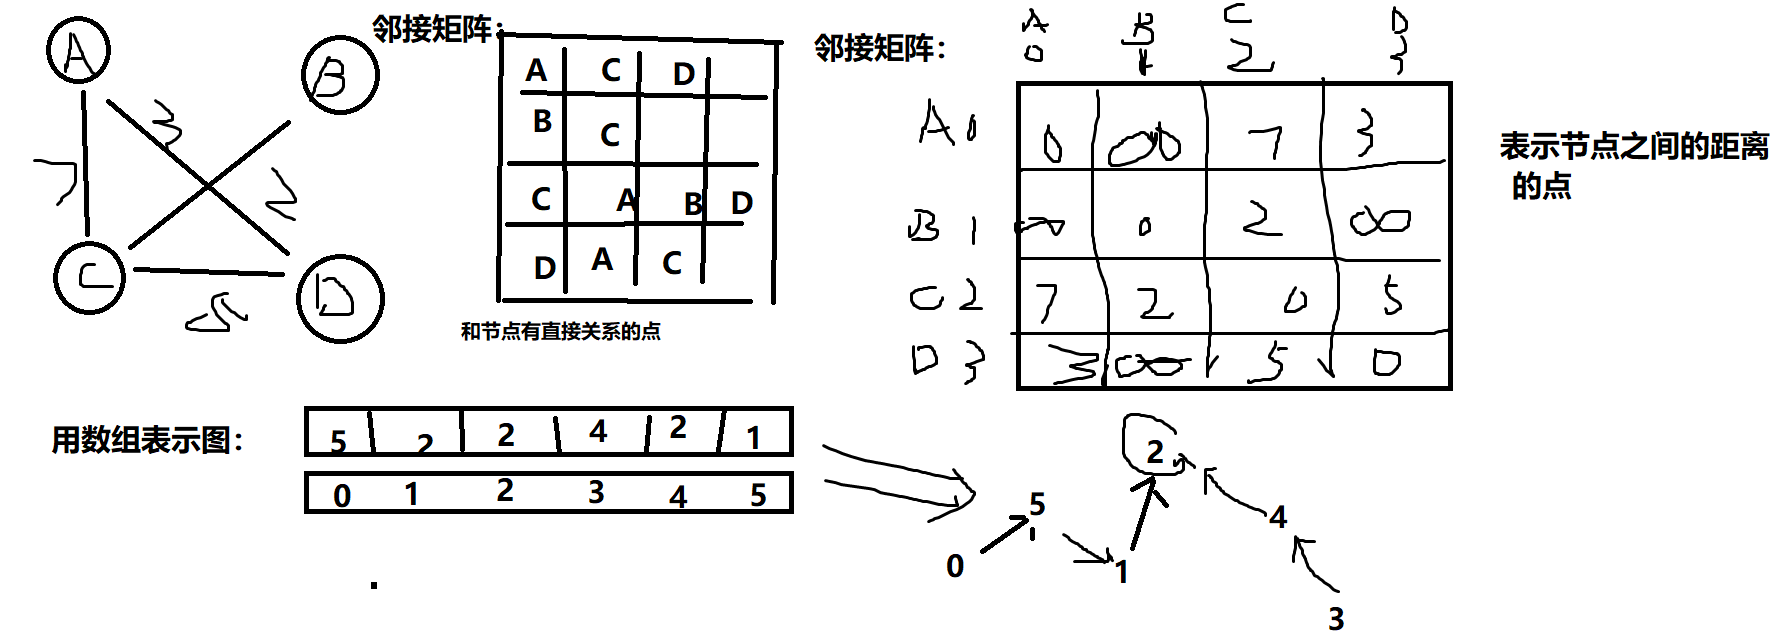 A
B
C
D
7
3
2
5
邻接矩阵：
A C D
B C
C A B D
D A C
和节点有直接关系的点
邻接矩阵：
A B C D
0 1 2 3
A 0 0 ∞ 7 3
B 1 ∞ 0 2 ∞
C 2 7 2 0 5
D 3 3 ∞ 5 0
表示节点之间的距离
的点
用数组表示图：
5 2 2 4 2 1
0 1 2 3 4 5
2
5
4
0
1
3